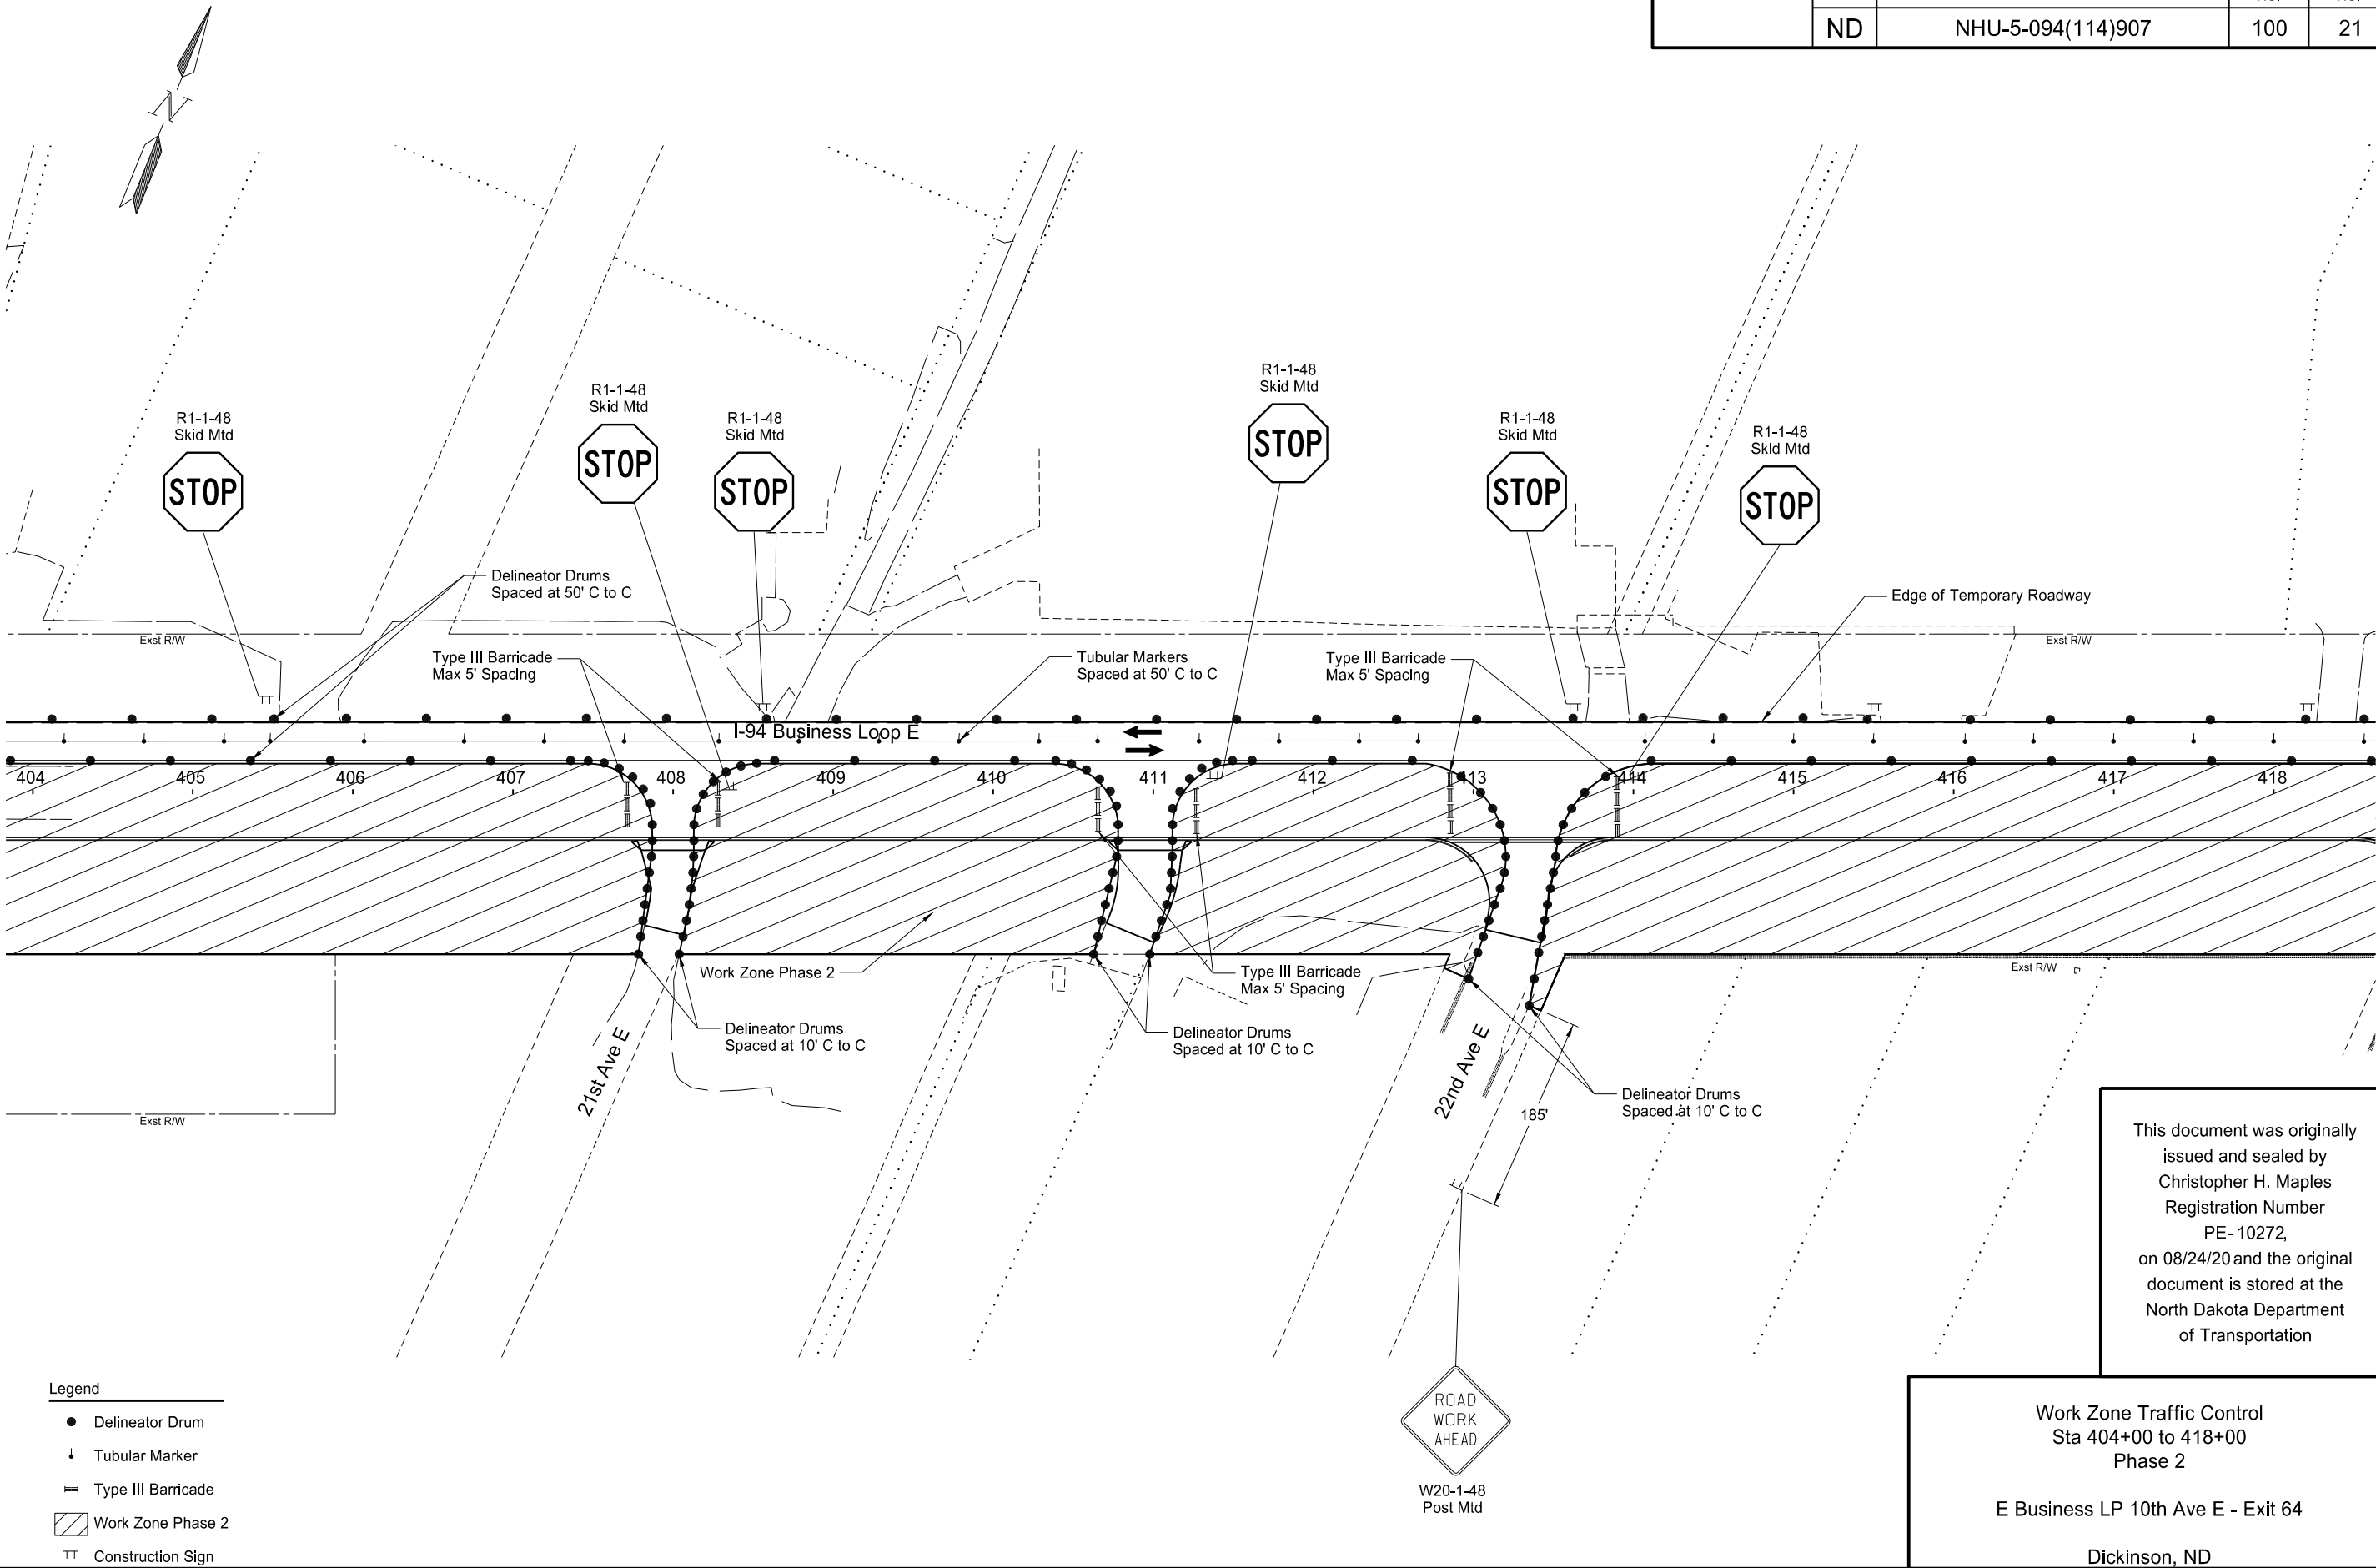 ND NHU-5-094(114)907 100 21
N
R1-1-48
Skid Mtd
STOP
R1-1-48
Skid Mtd
STOP
R1-1-48
Skid Mtd
STOP
R1-1-48
Skid Mtd
STOP
R1-1-48
Skid Mtd
STOP
R1-1-48
Skid Mtd
STOP
Delineator Drums
Spaced at 50' C to C
Edge of Temporary Roadway
Exst R/W
Exst R/W
Type III Barricade
Max 5' Spacing
Tubular Markers
Spaced at 50' C to C
Type III Barricade
Max 5' Spacing
I-94 Business Loop E
404 405 406 407 408 409 410 411 412 413 414 415 416 417 418
Work Zone Phase 2
Type III Barricade
Max 5' Spacing
Exst R/W
Delineator Drums
Spaced at 10' C to C
Delineator Drums
Spaced at 10' C to C
21st Ave E
22nd Ave E
Delineator Drums
Spaced at 10' C to C
185'
Exst R/W
This document was originally
issued and sealed by
Christopher H. Maples
Registration Number
PE- 10272,
on 08/24/20 and the original
document is stored at the
North Dakota Department
of Transportation
ROAD
WORK
AHEAD
W20-1-48
Post Mtd
Legend
Delineator Drum
Tubular Marker
Type III Barricade
Work Zone Phase 2
Construction Sign
Work Zone Traffic Control
Sta 404+00 to 418+00
Phase 2
E Business LP 10th Ave E - Exit 64
Dickinson, ND